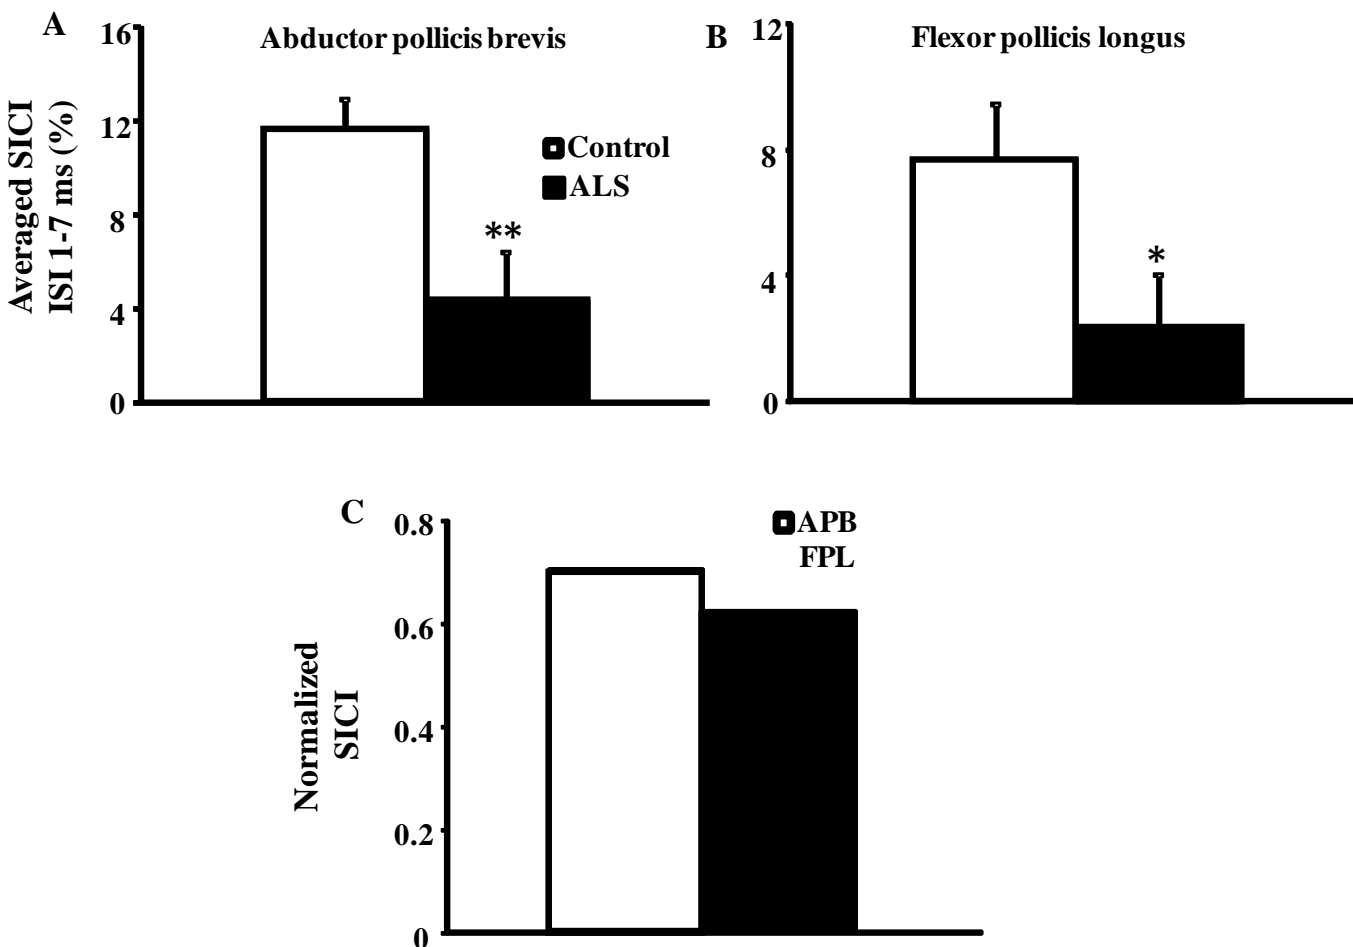 A
Abductor pollicis brevis
16
12
8
4
0
Averaged SICI
ISI 1-7 ms (%)
Control
ALS
**
B
Flexor pollicis longus
12
8
4
0
*
C
0.8
0.6
0.4
0.2
0
Normalized
SICI
APB
FPL